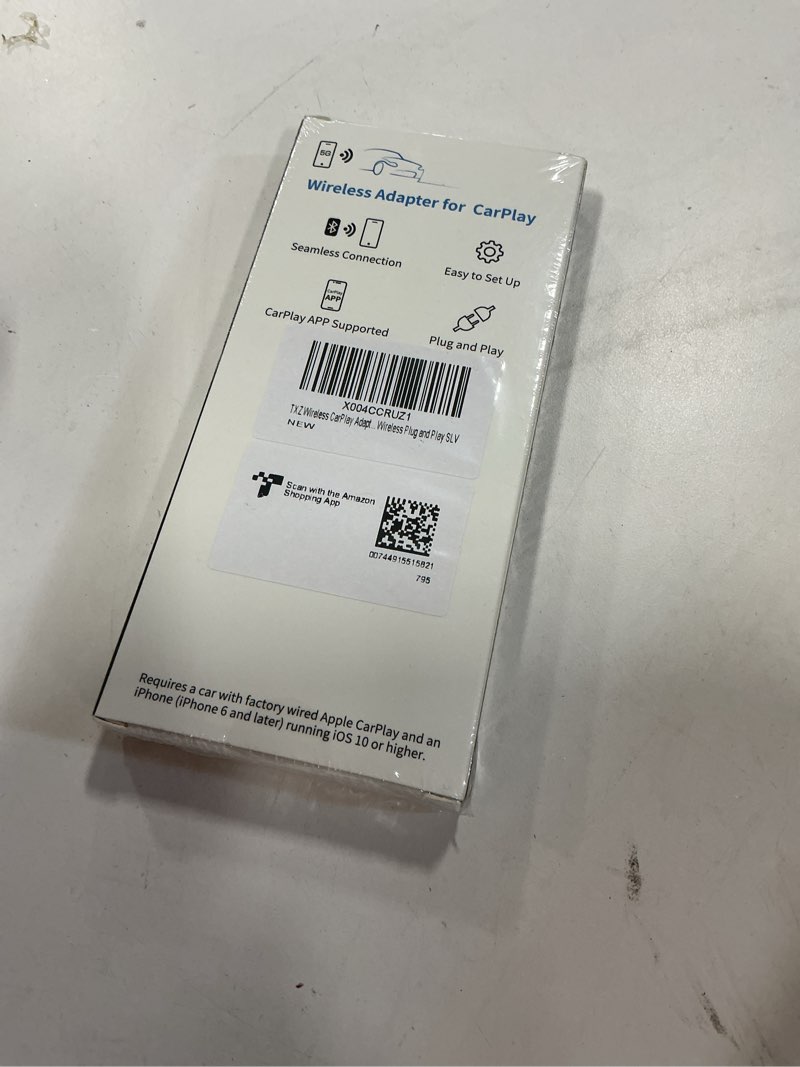 5G
Wireless Adapter for CarPlay
Seamless Connection
Easy to Set Up
CarPlay
APP
CarPlay APP Supported
Plug and Play
X004CCRUZ1
TXZ Wireless CarPlay Adapt... Wireless Plug and Play SLV
NEW
Scan with the Amazon
Shopping App
00744915515821
795
Requires a car with factory wired Apple CarPlay and an
iPhone (iPhone 6 and later) running iOS 10 or higher.